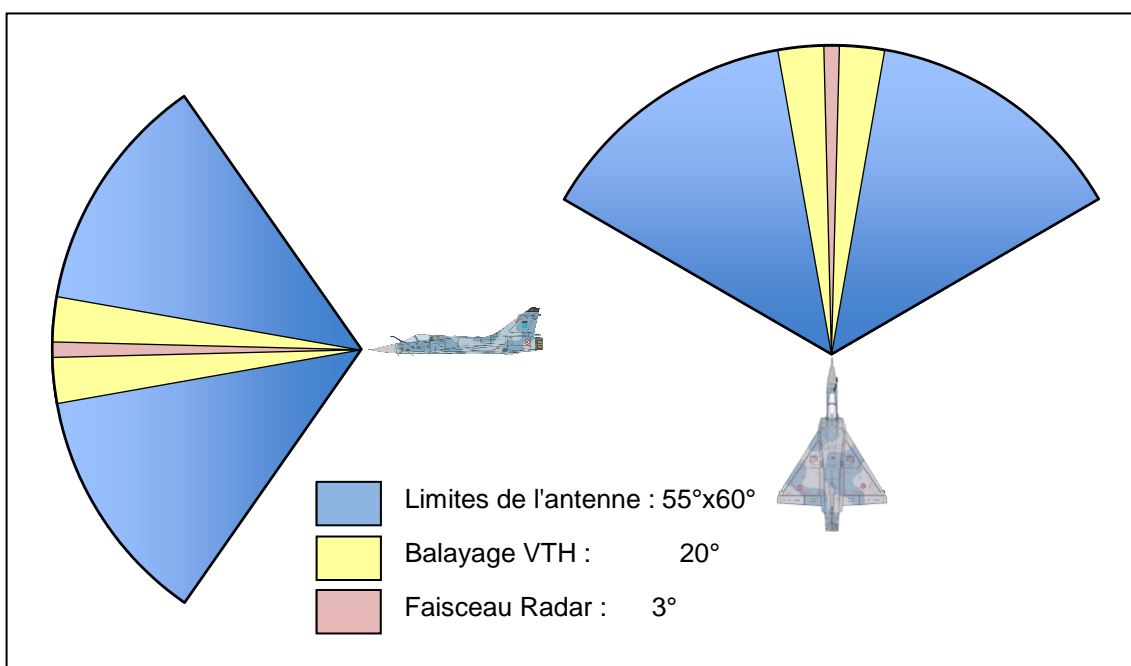 Limites de l'antenne : 55°x60°
Balayage VTH : 20°
Faisceau Radar : 3°